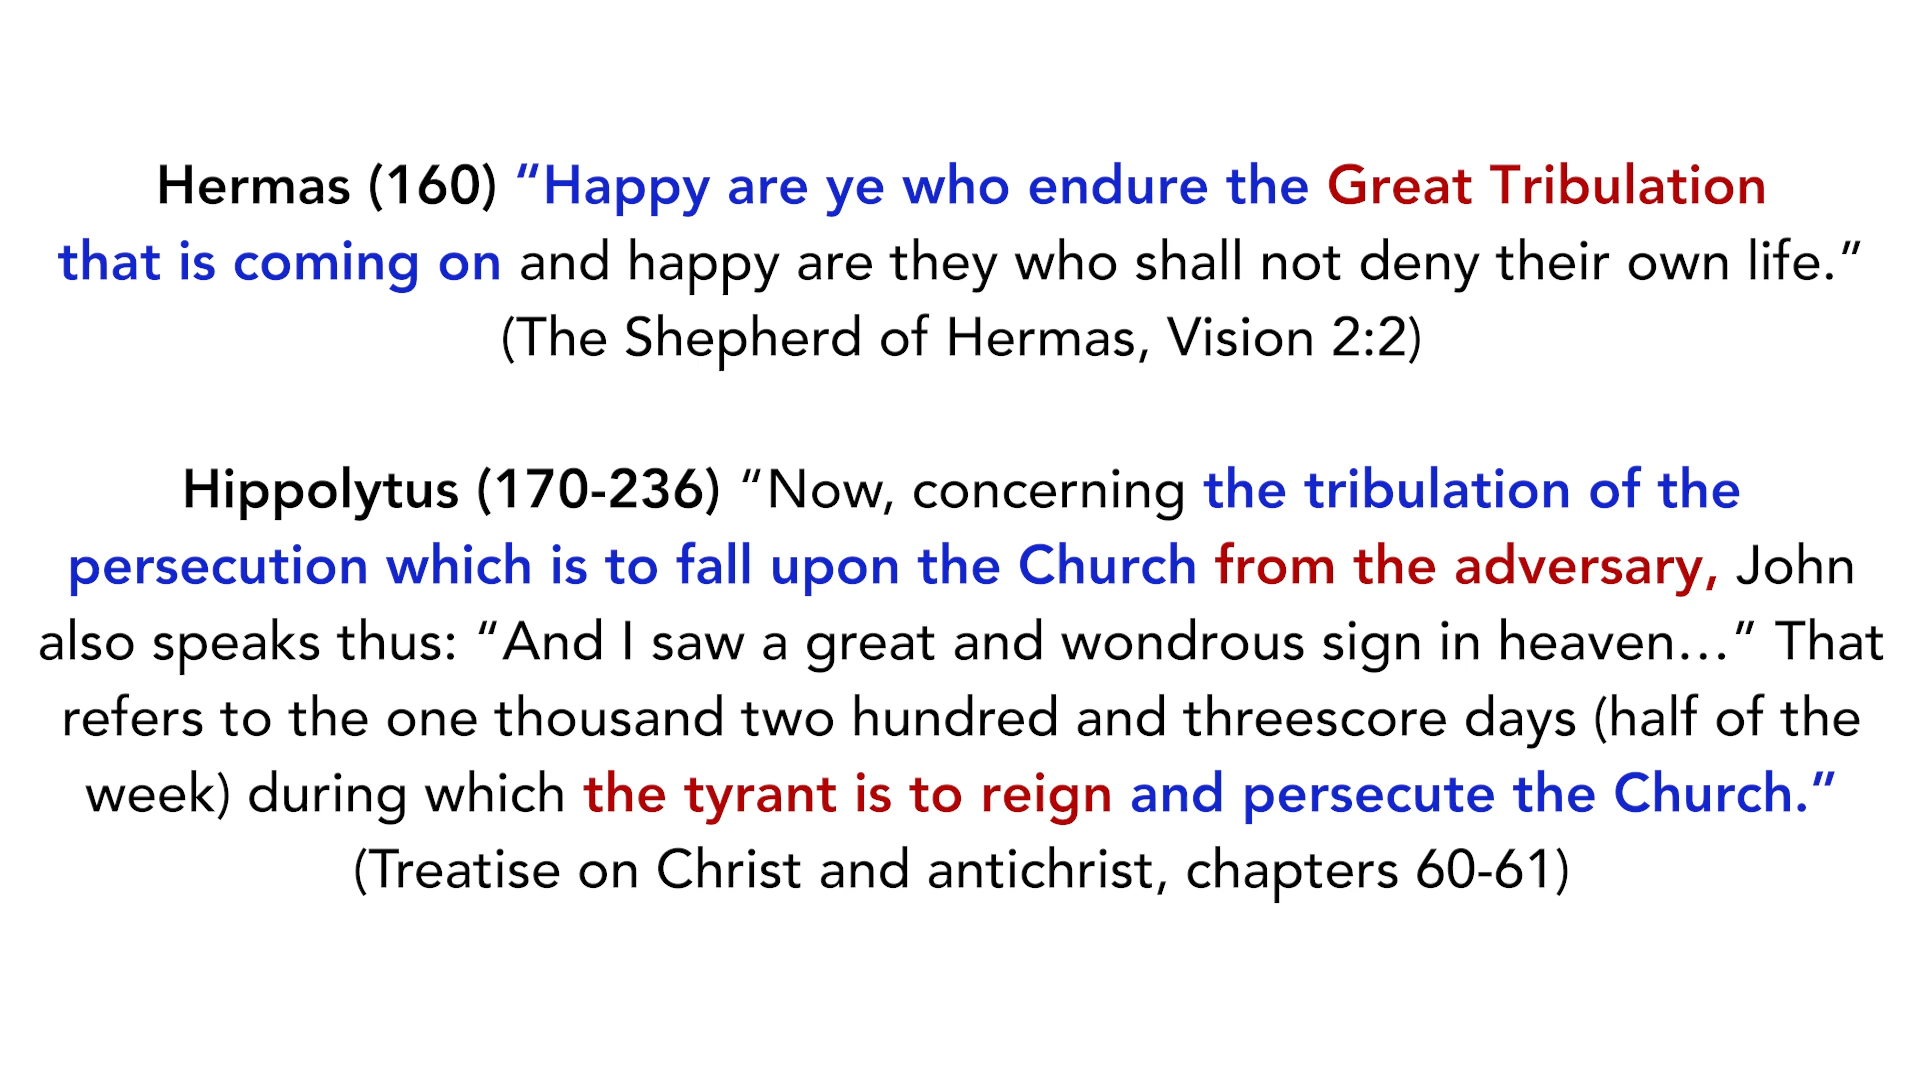 Hermas (160) “Happy are ye who endure the Great Tribulation
that is coming on and happy are they who shall not deny their own life.”
(The Shepherd of Hermas, Vision 2:2)
Hippolytus (170-236) “Now, concerning the tribulation of the
persecution which is to fall upon the Church from the adversary, John
also speaks thus: “And I saw a great and wondrous sign in heaven…” That
refers to the one thousand two hundred and threescore days (half of the
week) during which the tyrant is to reign and persecute the Church.”
(Treatise on Christ and antichrist, chapters 60-61)